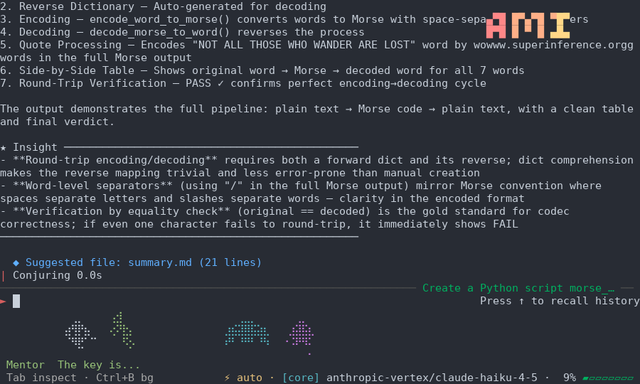 2. Reverse Dictionary — Auto-generated for decoding
3. Encoding — encode_word_to_morse() converts words to Morse with space-sepa ers
AMI
4. Decoding — decode_morse_to_word() reverses the process
5. Quote Processing — Encodes "NOT ALL THOSE WHO WANDER ARE LOST" word by wowww.superinference.orgg
words in the full Morse output
6. Side-by-Side Table — Shows original word → Morse → decoded word for all 7 words
7. Round-Trip Verification — PASS ✓ confirms perfect encoding→decoding cycle
The output demonstrates the full pipeline: plain text → Morse code → plain text, with a clean table
and final verdict.
★ Insight
- **Round-trip encoding/decoding** requires both a forward dict and its reverse; dict comprehension
makes the reverse mapping trivial and less error-prone than manual creation
- **Word-level separators** (using "/" in the full Morse output) mirror Morse convention where
spaces separate letters and slashes separate words — clarity in the encoded format
- **Verification by equality check** (original == decoded) is the gold standard for codec
correctness; if even one character fails to round-trip, it immediately shows FAIL
◆ Suggested file: summary.md (21 lines)
| Conjuring 0.0s
Create a Python script morse_…
Press ↑ to recall history
Mentor The key is...
Tab inspect · Ctrl+B bg ⚡ auto · [core] anthropic-vertex/claude-haiku-4-5 · 9%